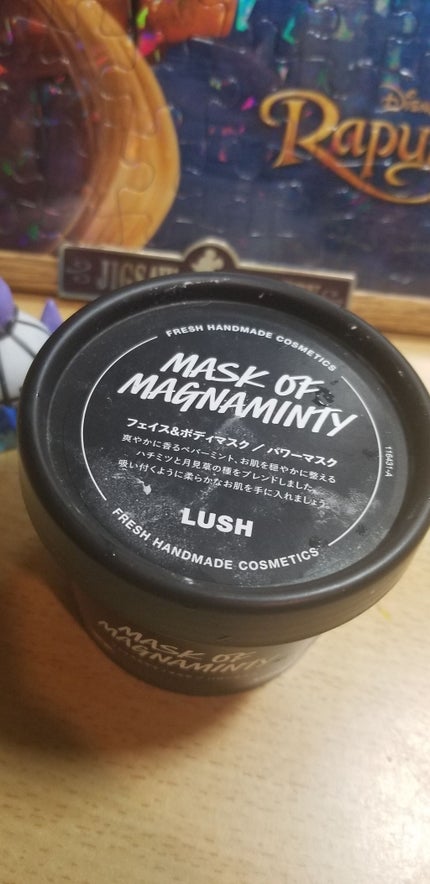 Disney
Rapu
JIGSAW
FRESH HANDMADE COSMETICS
MASK OF
MAGNAMINTY
フェイス&ボディマスク / パワーマスク
爽やかに香るペパーミント、お肌を穏やかに整える
ハチミツと月見草の種をブレンドしました。
吸い付くように柔らかなお肌を手に入れましょう。
LUSH
FRESH HANDMADE COSMETICS
MASK OF
MAGNAMINTY